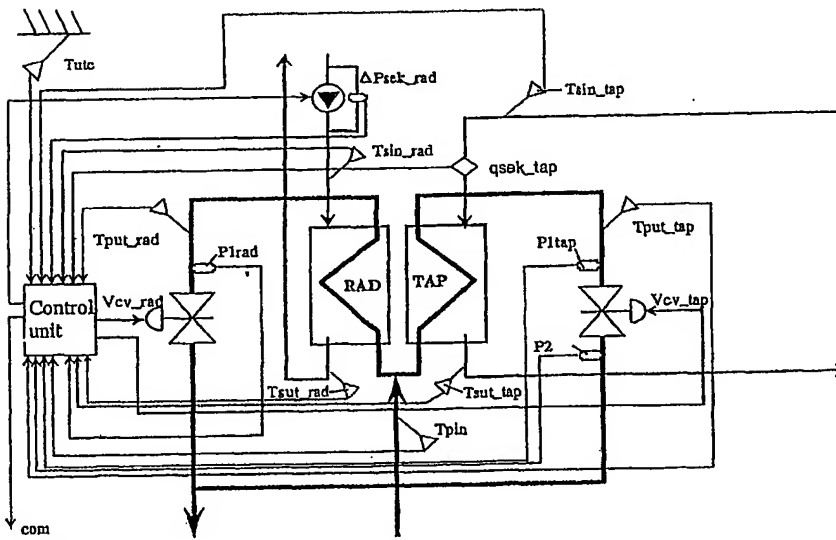 Tute
ΔPsek_rad
Tsin_tap
Tsin_rad
qsek_tap
Tput_rad
Tput_tap
P1rad
P1tap
RAD
TAP
Control
unit
Vcv_rad
Vcv_tap
P2
Tsut_rad
Tsut_tap
Tpin
com